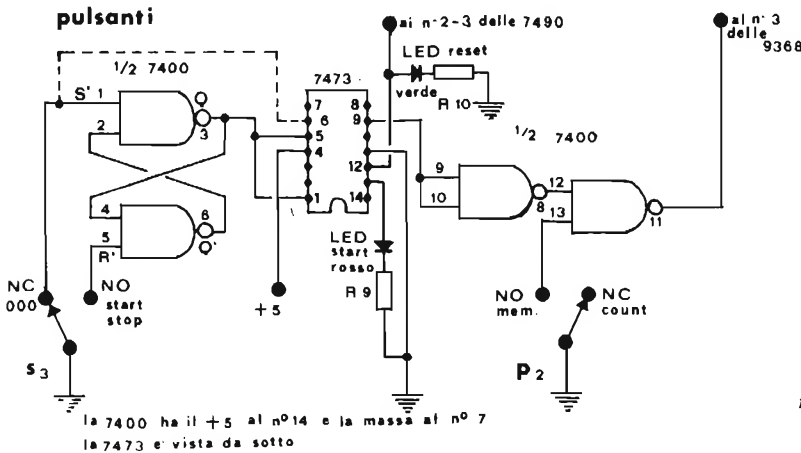 pulsanti
ai n° 2-3 delle 7490
al n° 3
delle
9368
LED reset
verde
R 10
1/2 7400
7473
1/2 7400
S' 1
2
Q
3
4
5
R'
6
Q'
7
6
5
4
1
8
9
12
14
9
10
8
12
13
11
LED
start
rosso
R 9
+5
NC
000
NO
start
stop
S3
NO
mem.
NC
count
P2
la 7400 ha il +5 al n° 14 e la massa al n° 7
la 7473 e' vista da sotto